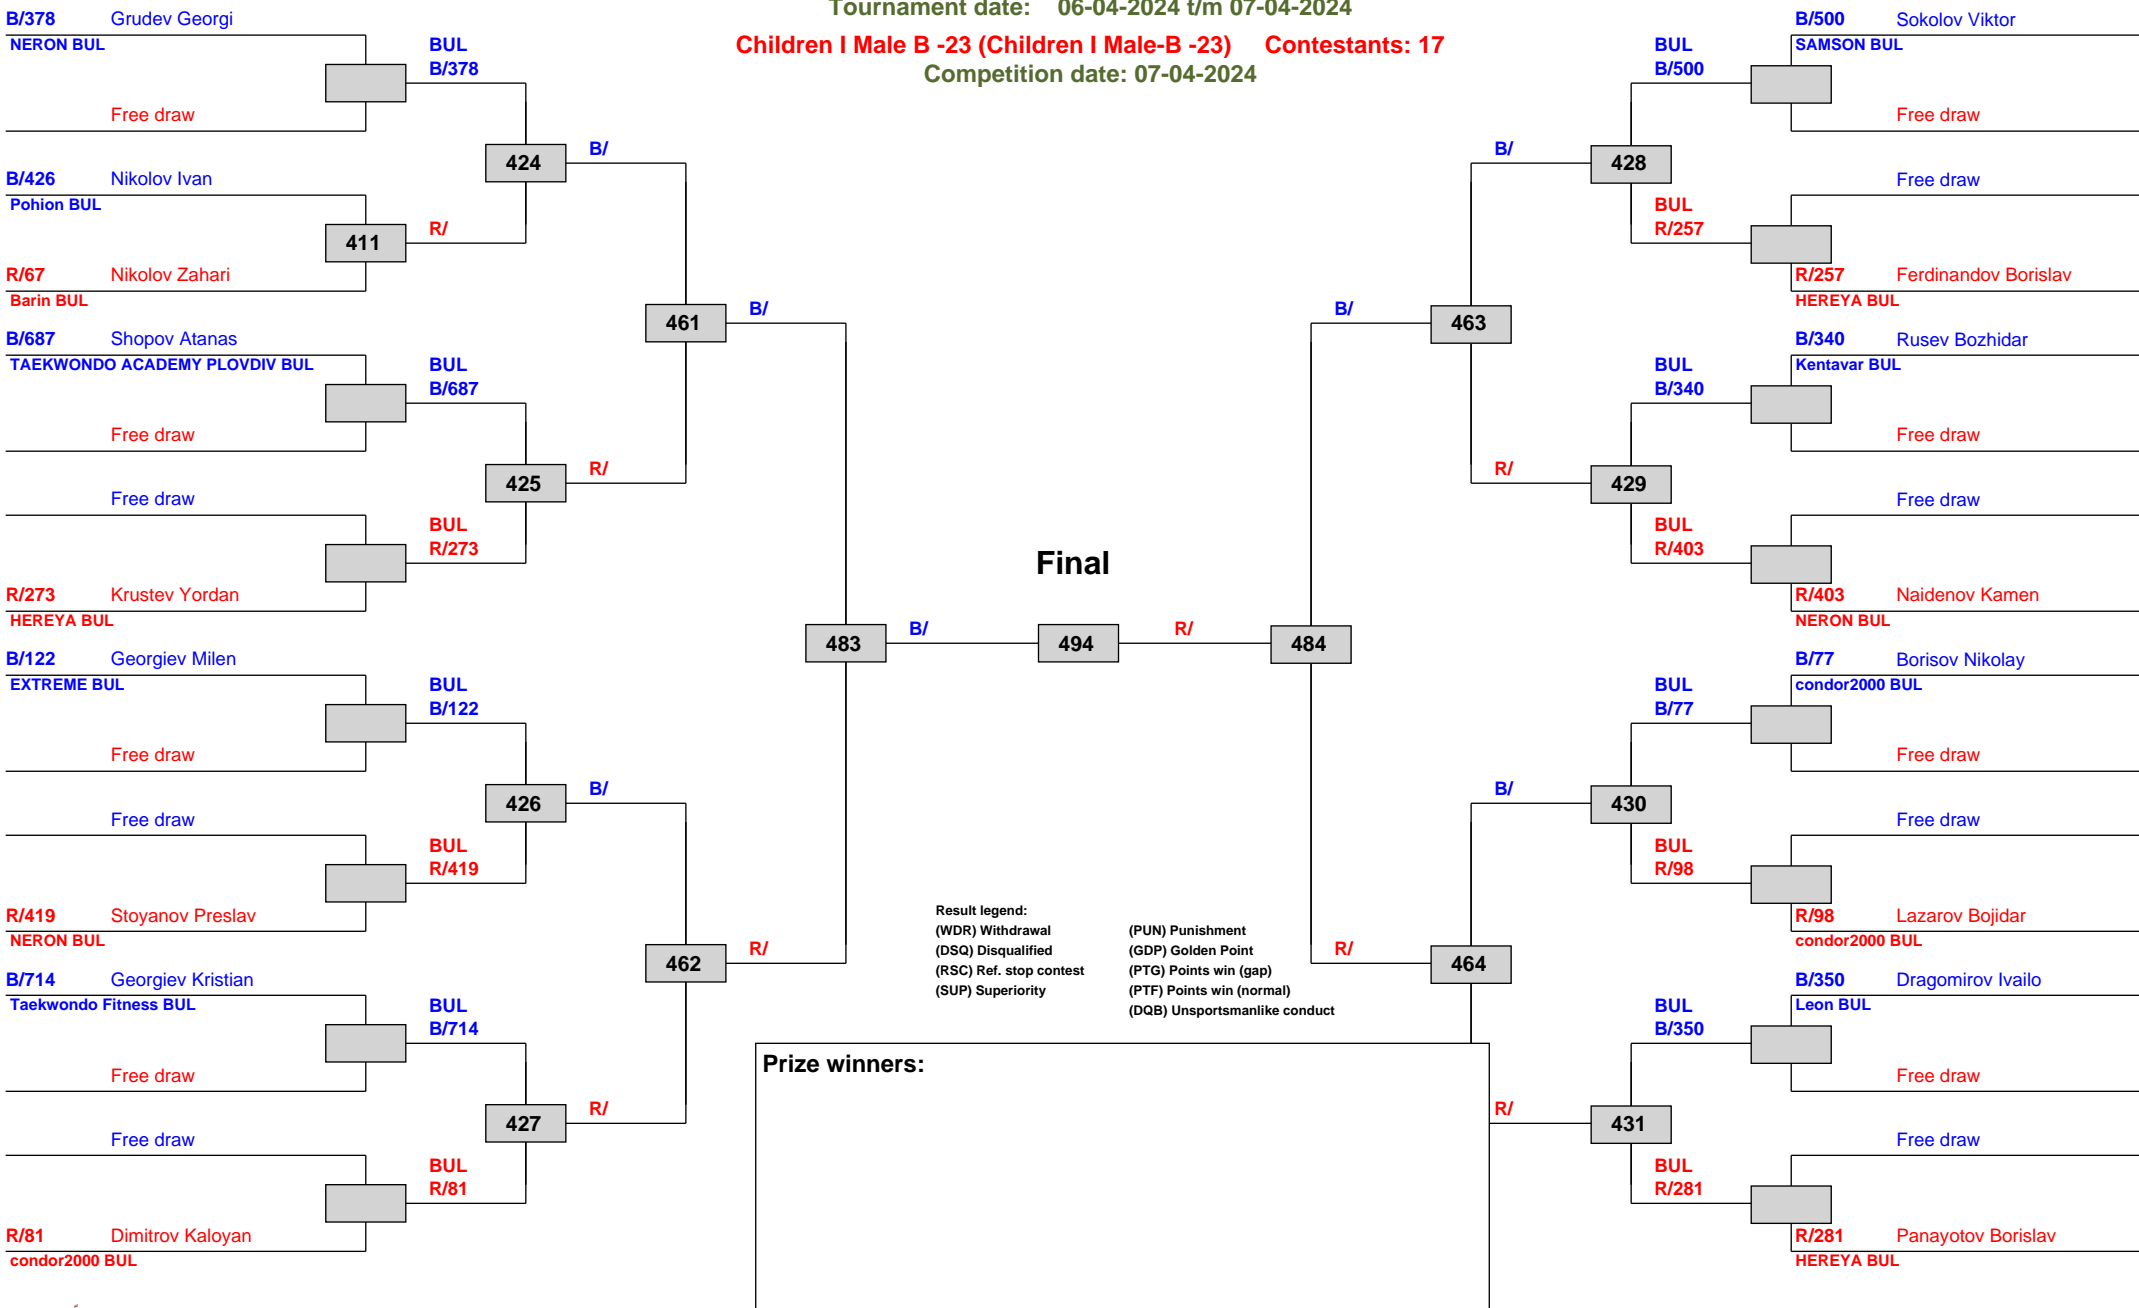 Tournament date: 06-04-2024 t/m 07-04-2024
Children I Male B -23 (Children I Male-B -23) Contestants: 17
Competition date: 07-04-2024
B/378 Grudev Georgi
NERON BUL
BUL
B/378
Free draw
424
B/
B/426 Nikolov Ivan
Pohion BUL
411
R/
R/67 Nikolov Zahari
Barin BUL
461
B/
B/687 Shopov Atanas
TAEKWONDO ACADEMY PLOVDIV BUL
BUL
B/687
Free draw
425
R/
Free draw
BUL
R/273
R/273 Krustev Yordan
HEREYA BUL
483
B/
B/122 Georgiev Milen
EXTREME BUL
BUL
B/122
Free draw
426
B/
Free draw
BUL
R/419
R/419 Stoyanov Preslav
NERON BUL
462
R/
B/714 Georgiev Kristian
Taekwondo Fitness BUL
BUL
B/714
Free draw
427
R/
Free draw
BUL
R/81
R/81 Dimitrov Kaloyan
condor2000 BUL
Final
494
R/
484
B/500 Sokolov Viktor
SAMSON BUL
BUL
B/500
Free draw
B/
428
Free draw
BUL
R/257
R/257 Ferdinandov Borislav
HEREYA BUL
B/
463
B/340 Rusev Bozhidar
Kentavar BUL
BUL
B/340
Free draw
R/
429
Free draw
BUL
R/403
R/403 Naidenov Kamen
NERON BUL
B/77 Borisov Nikolay
condor2000 BUL
BUL
B/77
Free draw
B/
430
Free draw
BUL
R/98
R/98 Lazarov Bojidar
condor2000 BUL
R/
464
B/350 Dragomirov Ivailo
Leon BUL
BUL
B/350
Free draw
R/
431
Free draw
BUL
R/281
R/281 Panayotov Borislav
HEREYA BUL
Result legend:
(WDR) Withdrawal (PUN) Punishment
(DSQ) Disqualified (GDP) Golden Point
(RSC) Ref. stop contest (PTG) Points win (gap)
(SUP) Superiority (PTF) Points win (normal)
(DQB) Unsportsmanlike conduct
Prize winners: